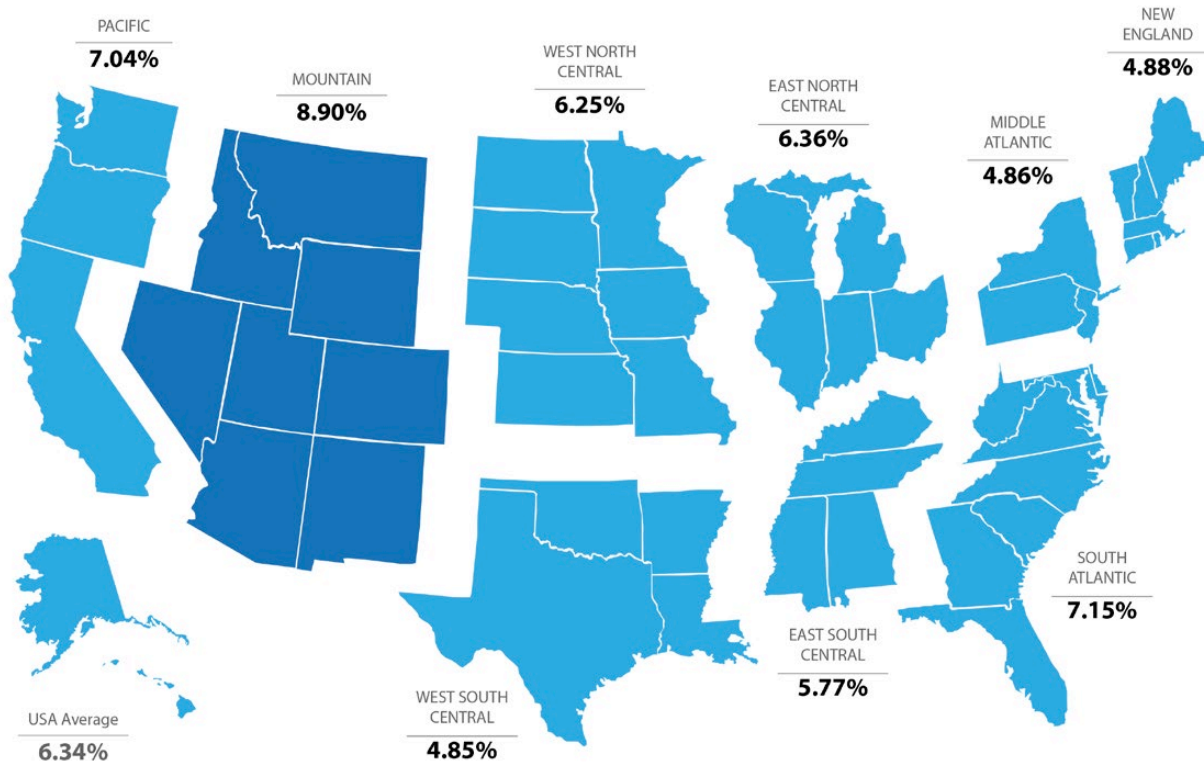 PACIFIC
7.04%
MOUNTAIN
8.90%
WEST NORTH
CENTRAL
6.25%
EAST NORTH
CENTRAL
6.36%
MIDDLE
ATLANTIC
4.86%
NEW
ENGLAND
4.88%
SOUTH
ATLANTIC
7.15%
EAST SOUTH
CENTRAL
5.77%
WEST SOUTH
CENTRAL
4.85%
USA Average
6.34%